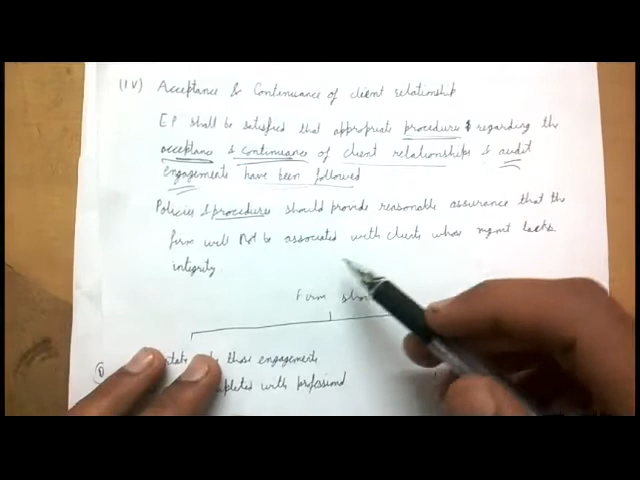 (IV) Acceptance & Continuance of client relationship
EP shall be satisfied that appropriate procedures regarding the
acceptance & continuance of client relationships & audit
engagements have been followed
Policies & procedures should provide reasonable assurance that the
firm will Not be associated with clients whose mgmt lacks
integrity
Firm
those engagements
with professional